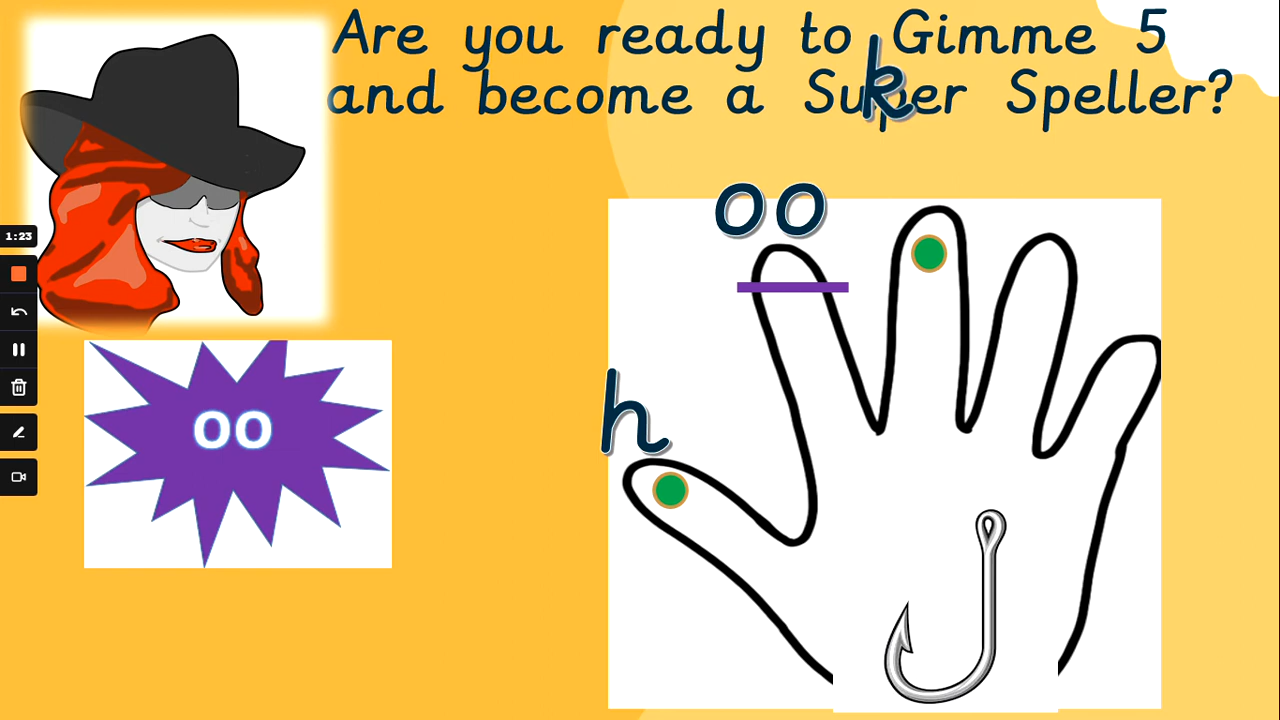 Are you ready to Gimme 5
and become a Super Speller?
k
oo
1:23
h
oo